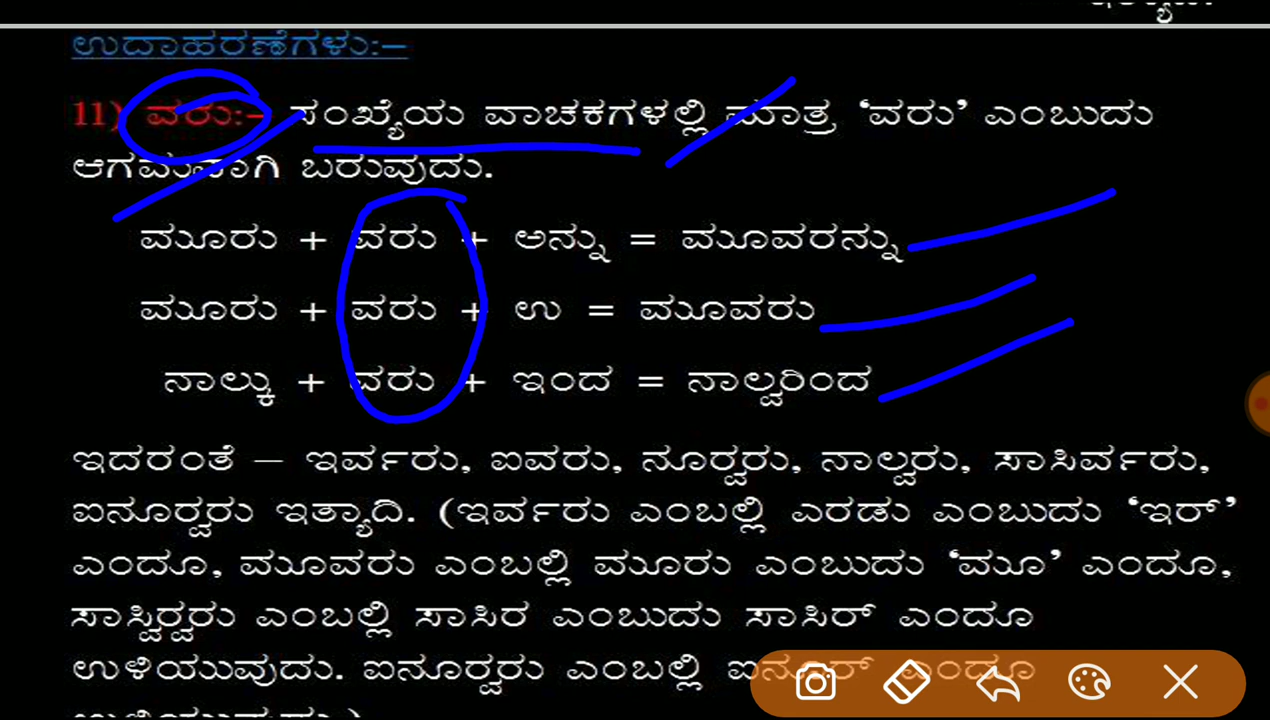 ಉದಾಹರಣೆಗಳು:–
11) ವರು:– ಸಂಖ್ಯೆಯ ವಾಚಕಗಳಲ್ಲಿ ಮಾತ್ರ ‘ವರು’ ಎಂಬುದು
ಆಗಮವಾಗಿ ಬರುವುದು.
ಮೂರು + ವರು + ಅನ್ನು = ಮೂವರನ್ನು
ಮೂರು + ವರು + ಉ = ಮೂವರು
ನಾಲ್ಕು + ವರು + ಇಂದ = ನಾಲ್ವರಿಂದ
ಇದರಂತೆ – ಇರ್ವರು, ಐವರು, ನೂರ‍್ವರು, ನಾಲ್ವರು, ಸಾಸಿರ್ವರು,
ಐನೂರ‍್ವರು ಇತ್ಯಾದಿ. (ಇರ್ವರು ಎಂಬಲ್ಲಿ ಎರಡು ಎಂಬುದು ‘ಇರ್’
ಎಂದೂ, ಮೂವರು ಎಂಬಲ್ಲಿ ಮೂರು ಎಂಬುದು ‘ಮೂ’ ಎಂದೂ,
ಸಾಸ್ವಿರ‍್ವರು ಎಂಬಲ್ಲಿ ಸಾಸಿರ ಎಂಬುದು ಸಾಸಿರ್ ಎಂದೂ
ಉಳಿಯುವುದು. ಐನೂರ‍್ವರು ಎಂಬಲ್ಲಿ ಐನೂರ್ ಎಂದೂ